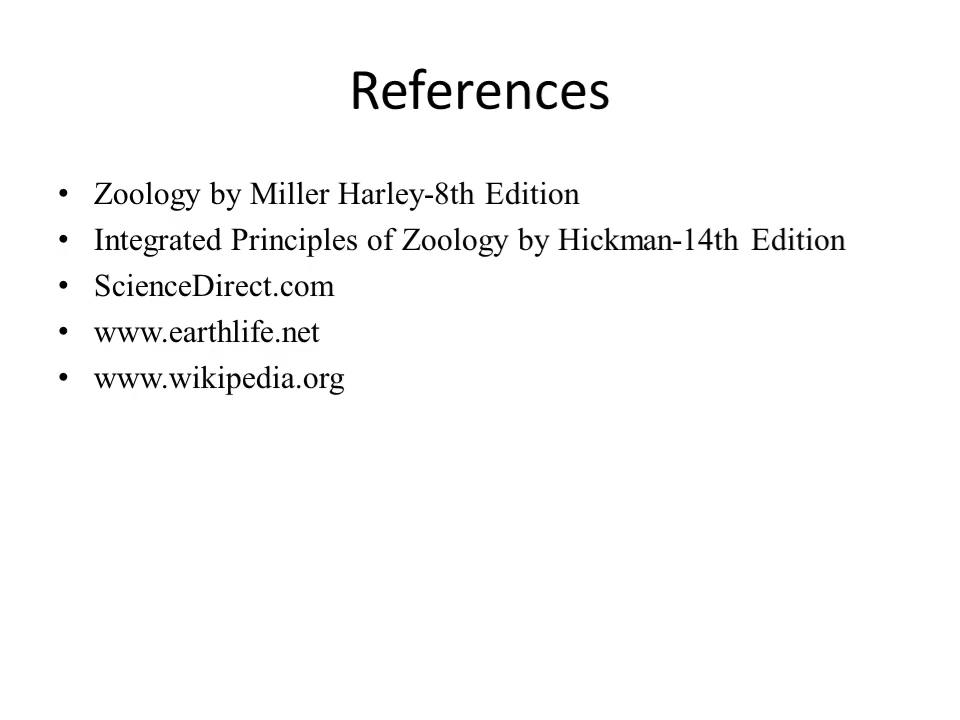 References
• Zoology by Miller Harley-8th Edition
• Integrated Principles of Zoology by Hickman-14th Edition
• ScienceDirect.com
• www.earthlife.net
• www.wikipedia.org